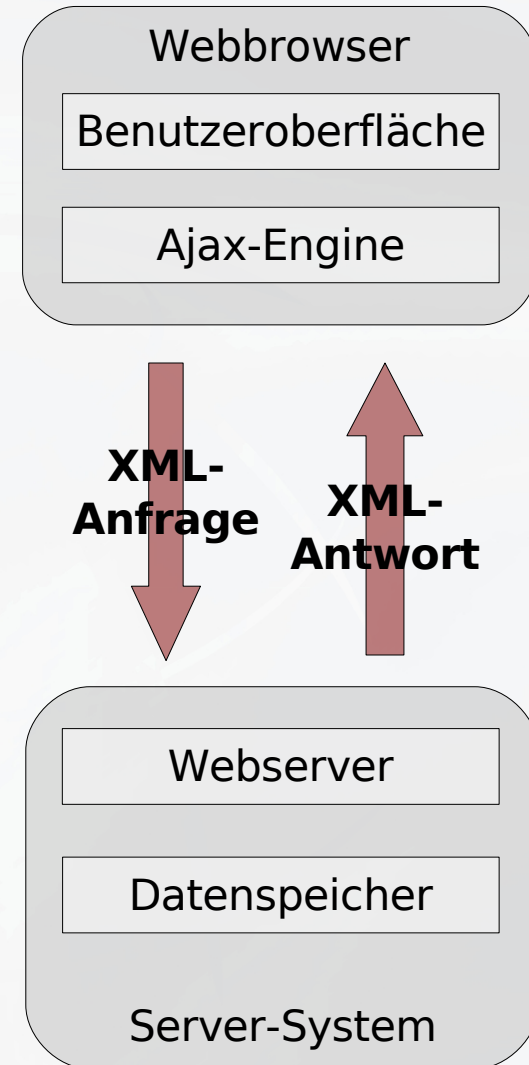 Webbrowser
Benutzeroberfläche
Ajax-Engine
XML-
Anfrage
XML-
Antwort
Webserver
Datenspeicher
Server-System